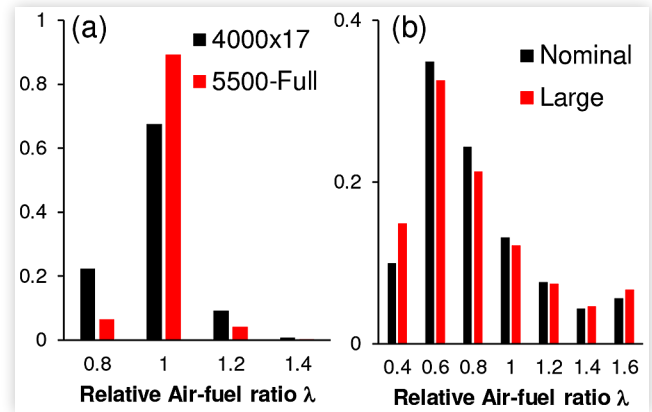 (a)
4000x17
5500-Full
1
0.8
0.6
0.4
0.2
0
0.8 1 1.2 1.4
Relative Air-fuel ratio λ
(b)
Nominal
Large
0.4
0.2
0
0.4 0.6 0.8 1 1.2 1.4 1.6
Relative Air-fuel ratio λ